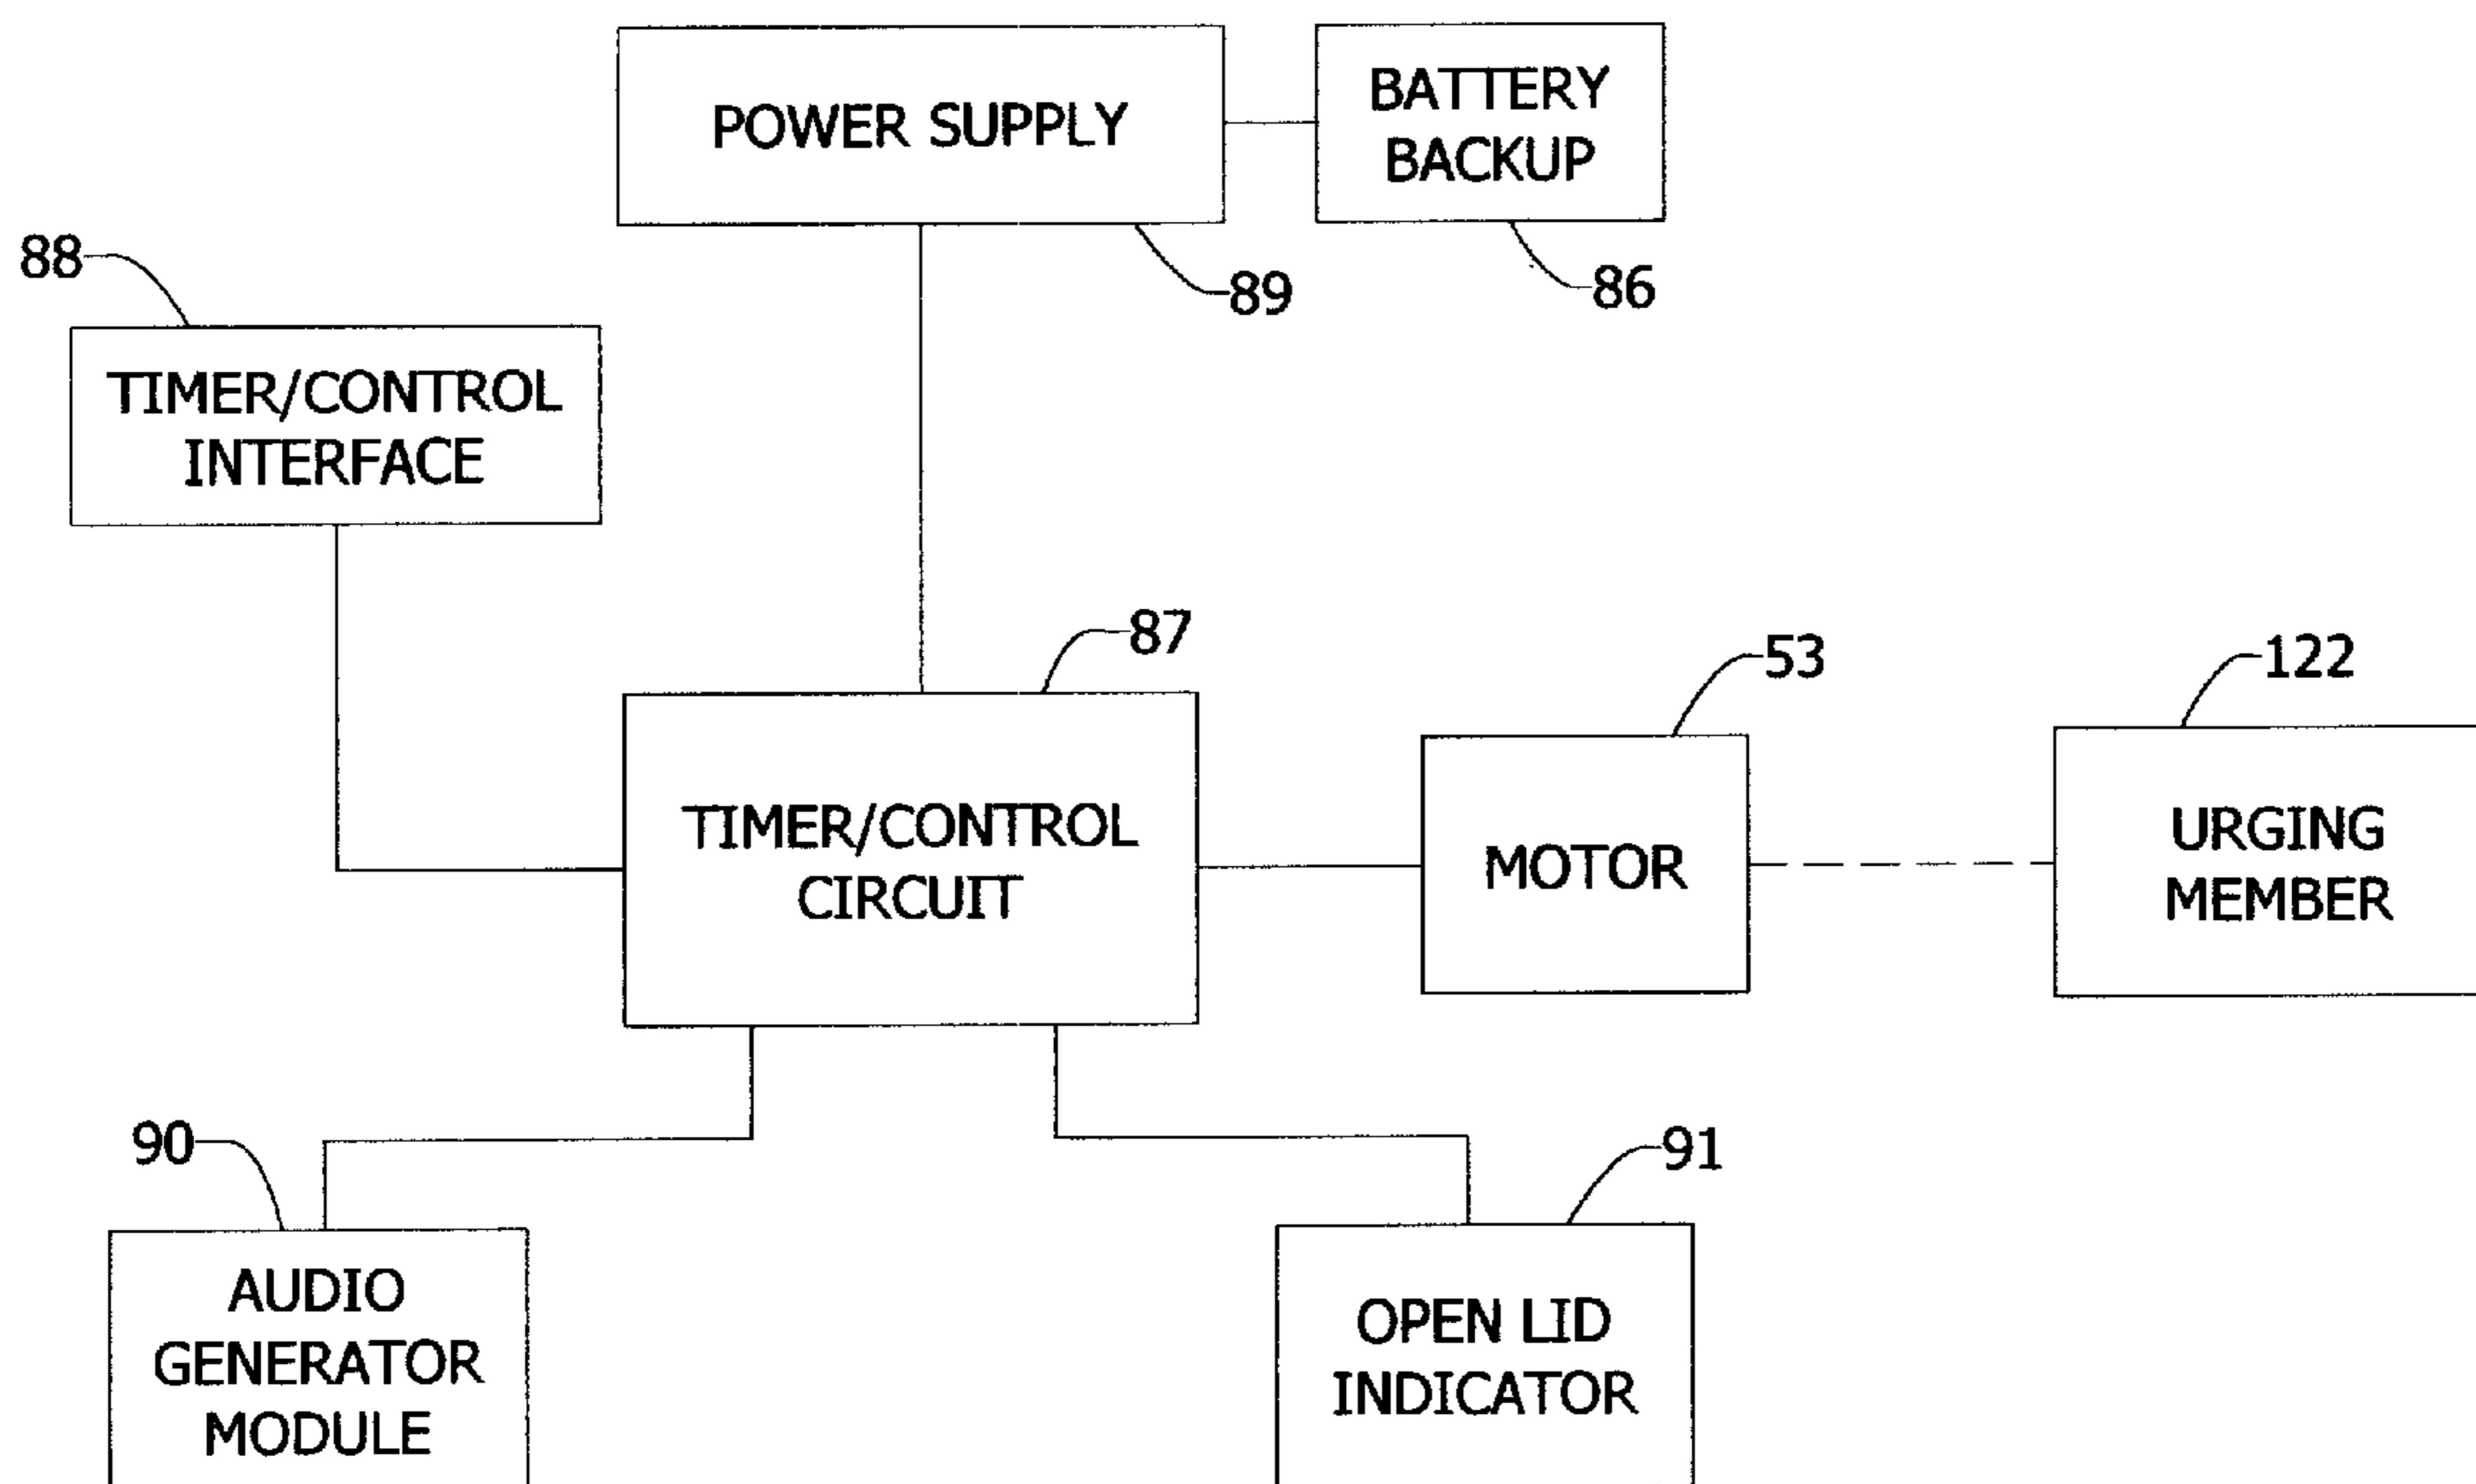 POWER SUPPLY
BATTERY
BACKUP
88
89
86
TIMER/CONTROL
INTERFACE
87
53
122
TIMER/CONTROL
CIRCUIT
MOTOR
URGING
MEMBER
90
91
AUDIO
GENERATOR
MODULE
OPEN LID
INDICATOR